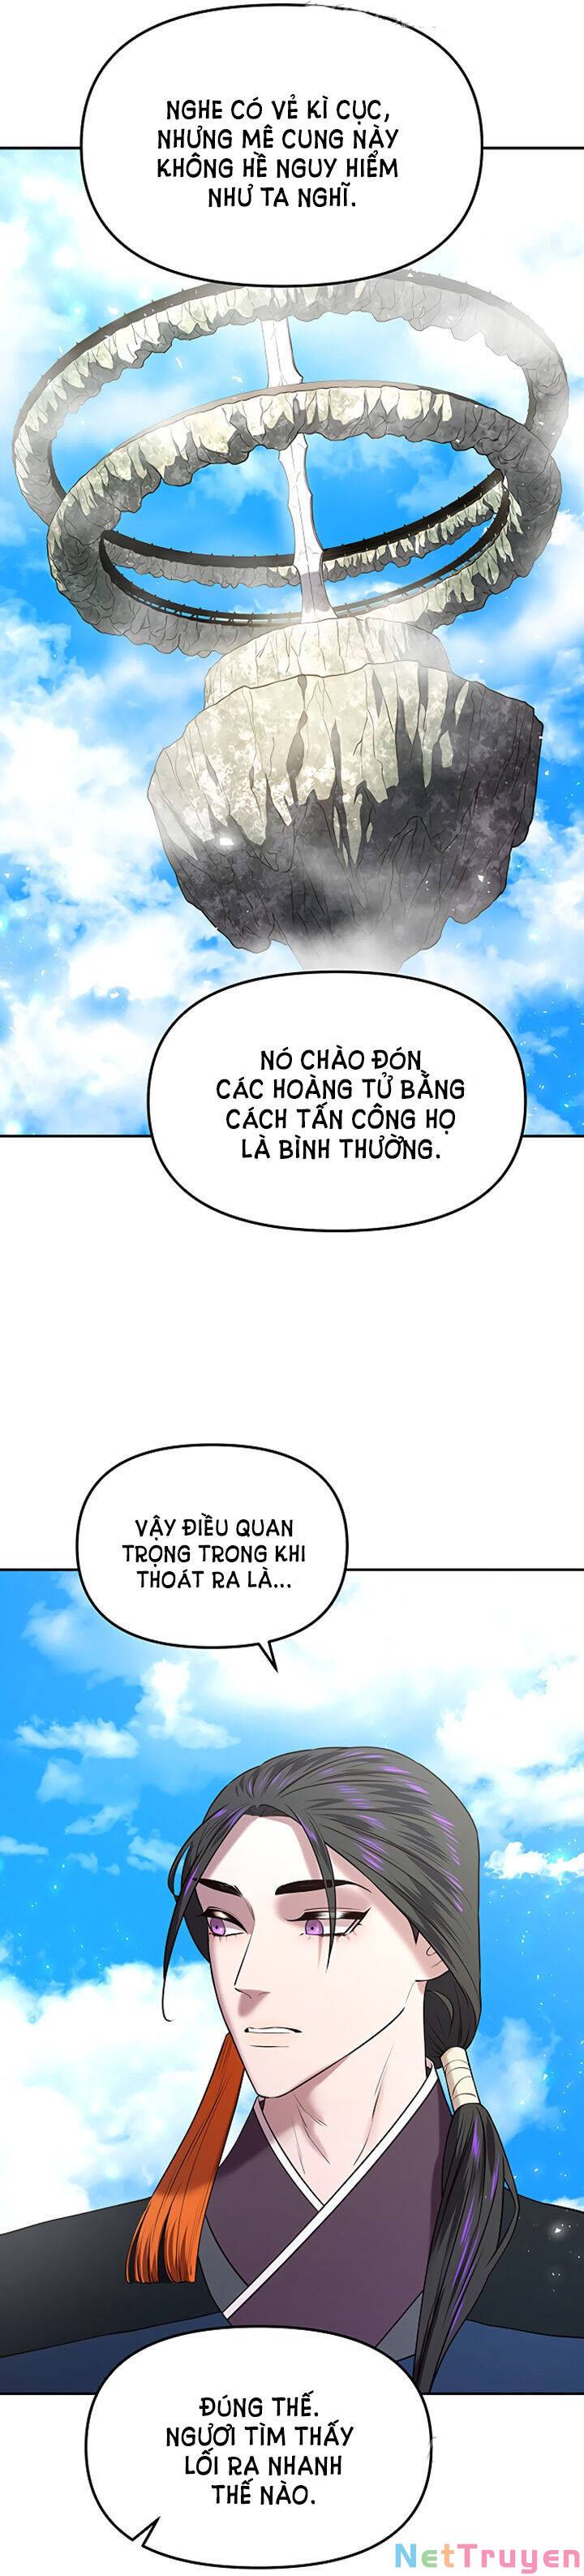 NGHE CÓ VẺ KÌ CỤC,
NHƯNG MÊ CUNG NÀY
KHÔNG HỀ NGUY HIỂM
NHƯ TA NGHĨ.
NÓ CHÀO ĐÓN
CÁC HOÀNG TỬ BẰNG
CÁCH TẤN CÔNG HỌ
LÀ BÌNH THƯỜNG.
VẬY ĐIỀU QUAN
TRỌNG TRONG KHI
THOÁT RA LÀ...
ĐÚNG THẾ.
NGƯƠI TÌM THẤY
LỐI RA NHANH
THẾ NÀO.
NetTruyen